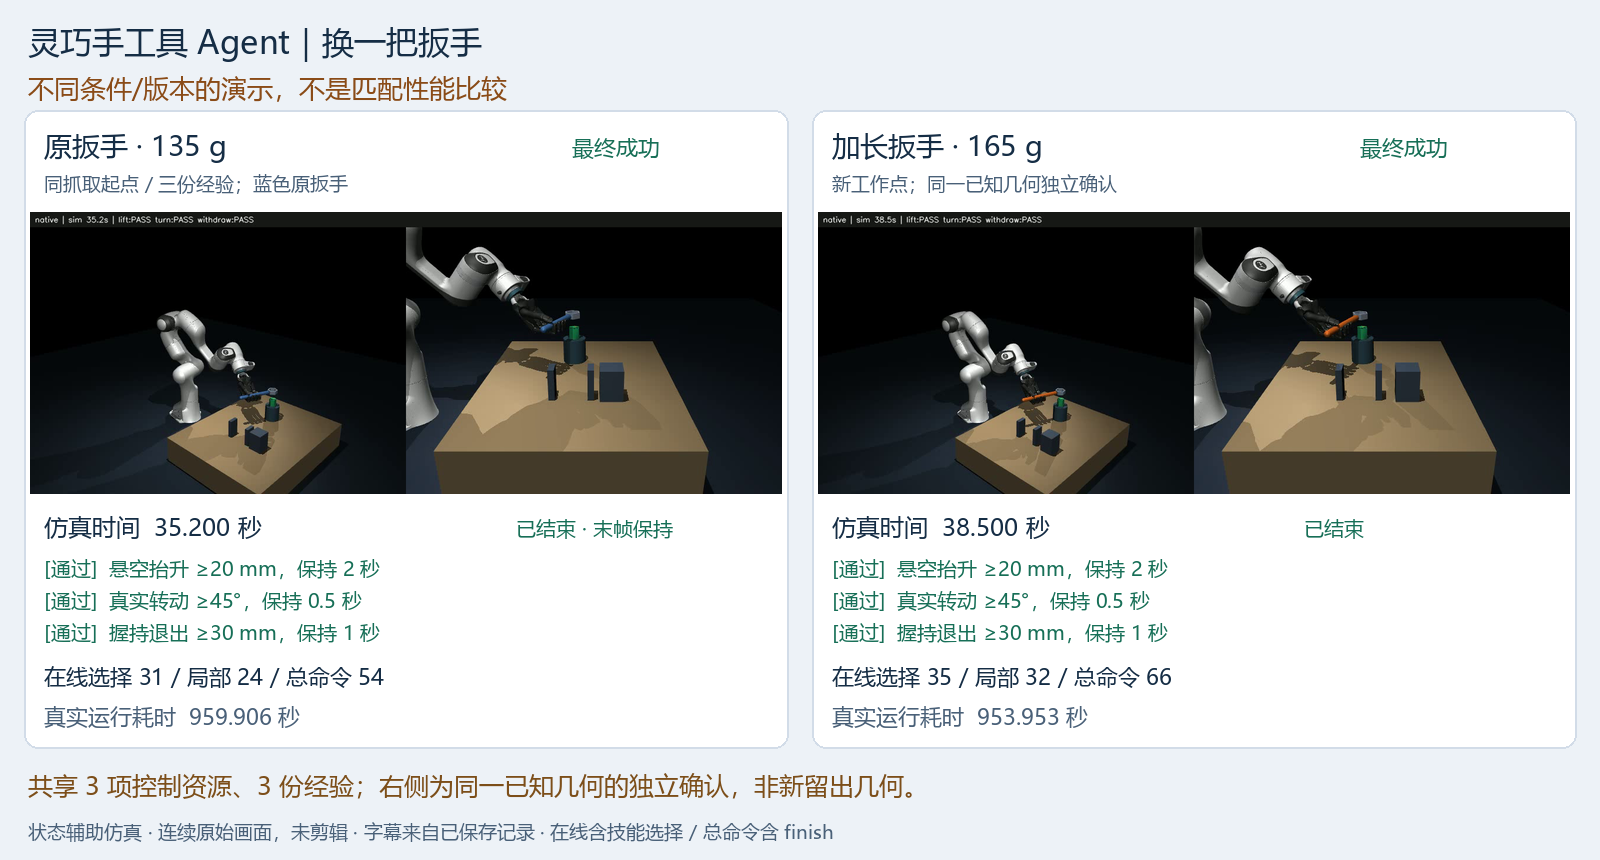 灵巧手工具 Agent | 换一把扳手
不同条件/版本的演示，不是匹配性能比较
原扳手 · 135 g
最终成功
同抓取起点 / 三份经验；蓝色原扳手
native | sim 35.2s | lift:PASS turn:PASS withdraw:PASS
仿真时间 35.200 秒
已结束 · 末帧保持
[通过] 悬空抬升 ≥20 mm，保持 2 秒
[通过] 真实转动 ≥45°，保持 0.5 秒
[通过] 握持退出 ≥30 mm，保持 1 秒
在线选择 31 / 局部 24 / 总命令 54
真实运行耗时 959.906 秒
加长扳手 · 165 g
最终成功
新工作点；同一已知几何独立确认
native | sim 38.5s | lift:PASS turn:PASS withdraw:PASS
仿真时间 38.500 秒
已结束
[通过] 悬空抬升 ≥20 mm，保持 2 秒
[通过] 真实转动 ≥45°，保持 0.5 秒
[通过] 握持退出 ≥30 mm，保持 1 秒
在线选择 35 / 局部 32 / 总命令 66
真实运行耗时 953.953 秒
共享 3 项控制资源、3 份经验；右侧为同一已知几何的独立确认，非新留出几何。
状态辅助仿真 · 连续原始画面，未剪辑 · 字幕来自已保存记录 · 在线含技能选择 / 总命令含 finish